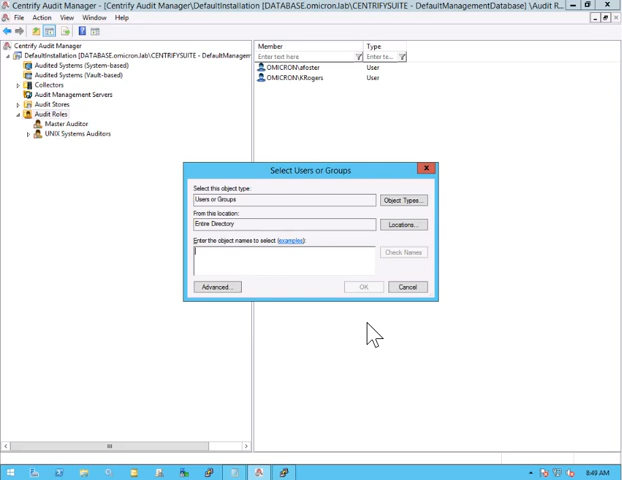 Centrify Audit Manager - [Centrify Audit Manager\DefaultInstallation [DATABASE.omicron.lab\CENTRIFYSUITE - DefaultManagementDatabase] \Audit R...
File Action View Window Help
Centrify Audit Manager
DefaultInstallation [DATABASE.omicron.lab\CENTRIFYSUITE - DefaultManagem
Audited Systems (System-based)
Audited Systems (Vault-based)
Collectors
Audit Management Servers
Audit Stores
Audit Roles
Master Auditor
UNIX Systems Auditors
Member Type
Enter text here Enter te...
OMICRON\afoster User
OMICRON\KRogers User
Select Users or Groups
Select this object type:
Users or Groups Object Types...
From this location:
Entire Directory Locations...
Enter the object names to select (examples):
Check Names
Advanced... OK Cancel
8:49 AM